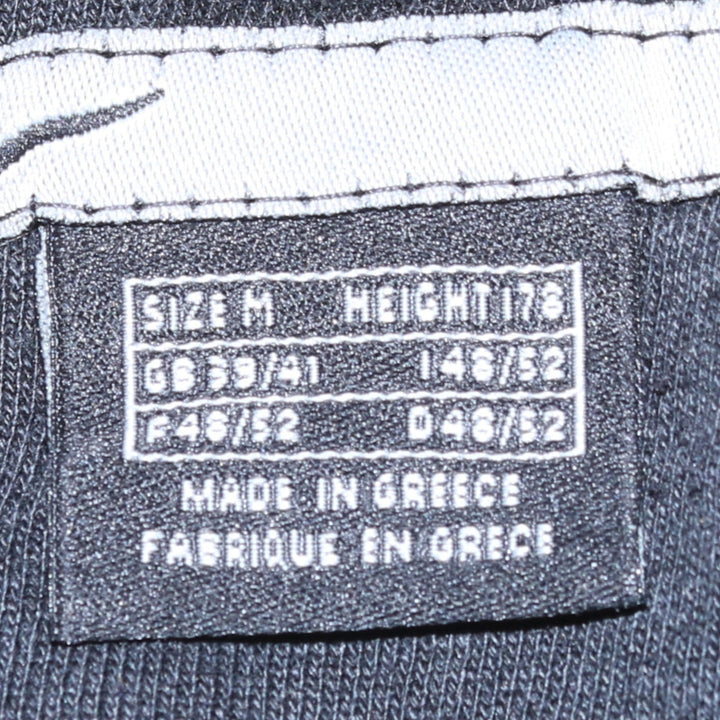 SIZE M HEIGHT 178
GB 39/41 I 48/52
F 48/52 D 48/52
MADE IN GREECE
FABRIQUE EN GRECE